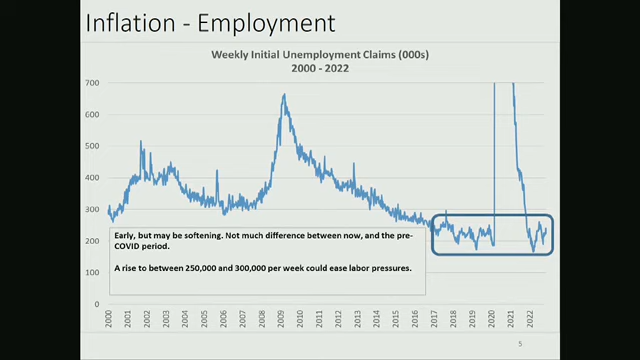 Inflation - Employment
Weekly Initial Unemployment Claims (000s)
2000 - 2022
700
600
500
400
300
200
100
0
Early, but may be softening. Not much difference between now, and the pre-
COVID period.
A rise to between 250,000 and 300,000 per week could ease labor pressures.
2000 2001 2002 2003 2004 2005 2006 2007 2008 2009 2010 2011 2012 2013 2014 2015 2016 2017 2018 2019 2020 2021 2022
5